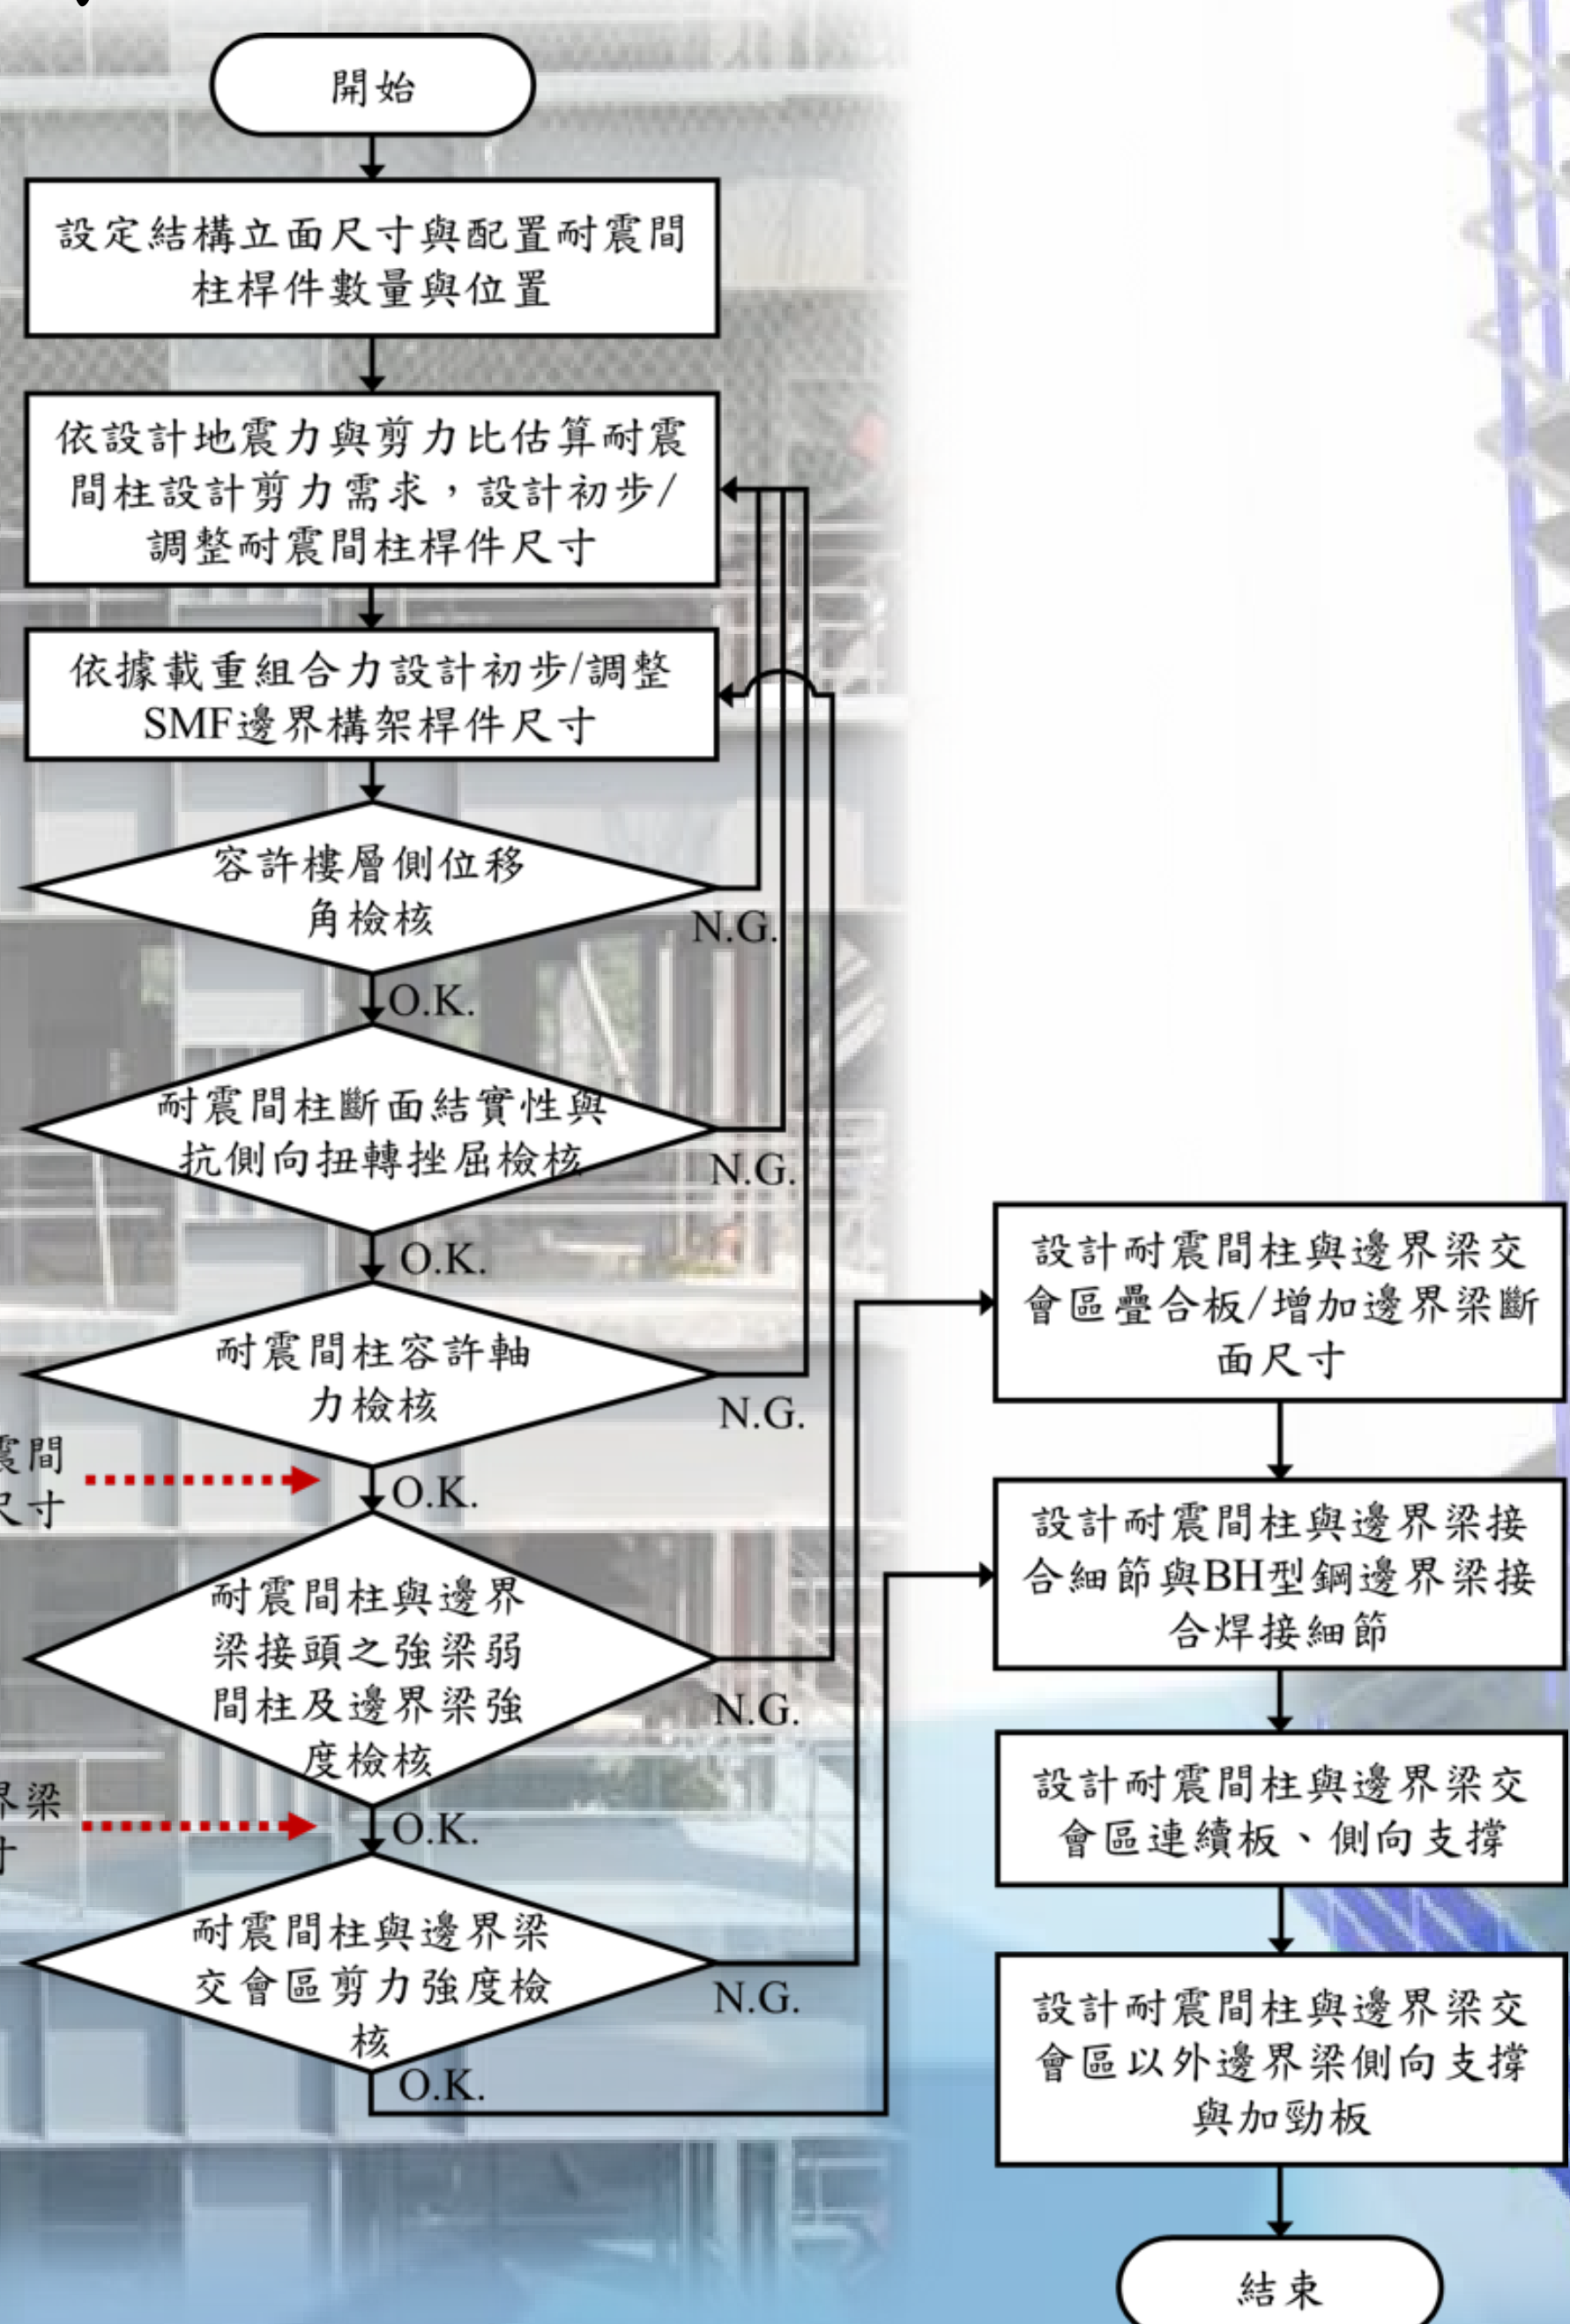 開始
設定結構立面尺寸與配置耐震間
柱桿件數量與位置
依設計地震力與剪力比估算耐震
間柱設計剪力需求，設計初步/
調整耐震間柱桿件尺寸
依據載重組合力設計初步/調整
SMF邊界構架桿件尺寸
容許樓層側位移
角檢核
N.G.
O.K.
耐震間柱斷面結實性與
抗側向扭轉挫屈檢核
N.G.
O.K.
耐震間柱容許軸
力檢核
N.G.
震間
尺寸
O.K.
耐震間柱與邊界
梁接頭之強梁弱
間柱及邊界梁強
度檢核
N.G.
界梁
寸
O.K.
耐震間柱與邊界梁
交會區剪力強度檢
核
N.G.
O.K.
設計耐震間柱與邊界梁交
會區疊合板/增加邊界梁斷
面尺寸
設計耐震間柱與邊界梁接
合細節與BH型鋼邊界梁接
合焊接細節
設計耐震間柱與邊界梁交
會區連續板、側向支撐
設計耐震間柱與邊界梁交
會區以外邊界梁側向支撐
與加勁板
結束